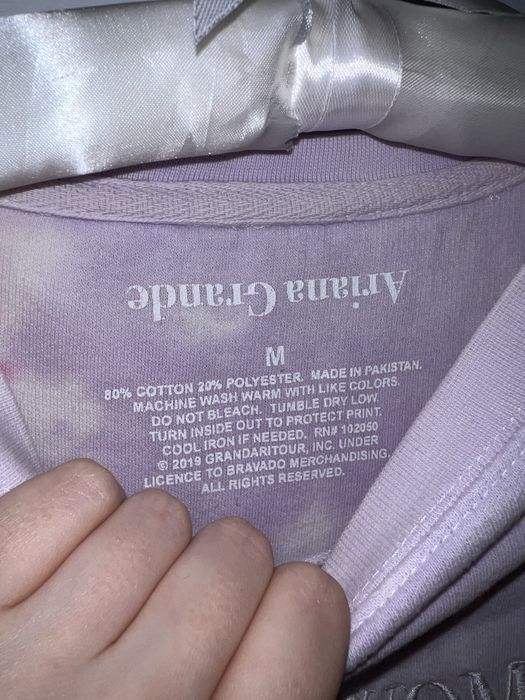 Ariana Grande
M
80% COTTON 20% POLYESTER. MADE IN PAKISTAN.
MACHINE WASH WARM WITH LIKE COLORS.
DO NOT BLEACH. TUMBLE DRY LOW.
TURN INSIDE OUT TO PROTECT PRINT.
COOL IRON IF NEEDED. RN# 102050
© 2019 GRANDARITOUR, INC. UNDER
LICENCE TO BRAVADO MERCHANDISING.
ALL RIGHTS RESERVED.